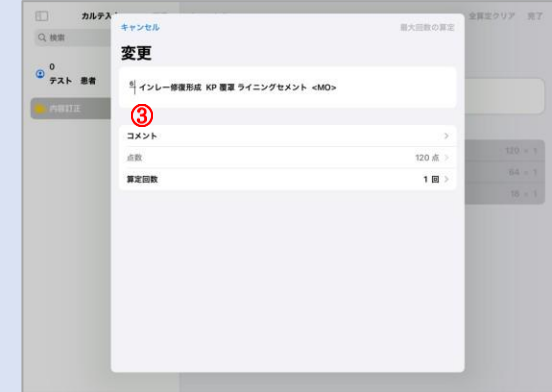 カルテ入
全算定クリア 完了
検索
0
テスト 患者
内容訂正
キャンセル
最大回数の算定
変更
6 インレー修復形成 KP 覆罩 ライニングセメント <MO>
③
コメント
点数 120 点
算定回数 1 回
120 × 1
64 × 1
18 × 1